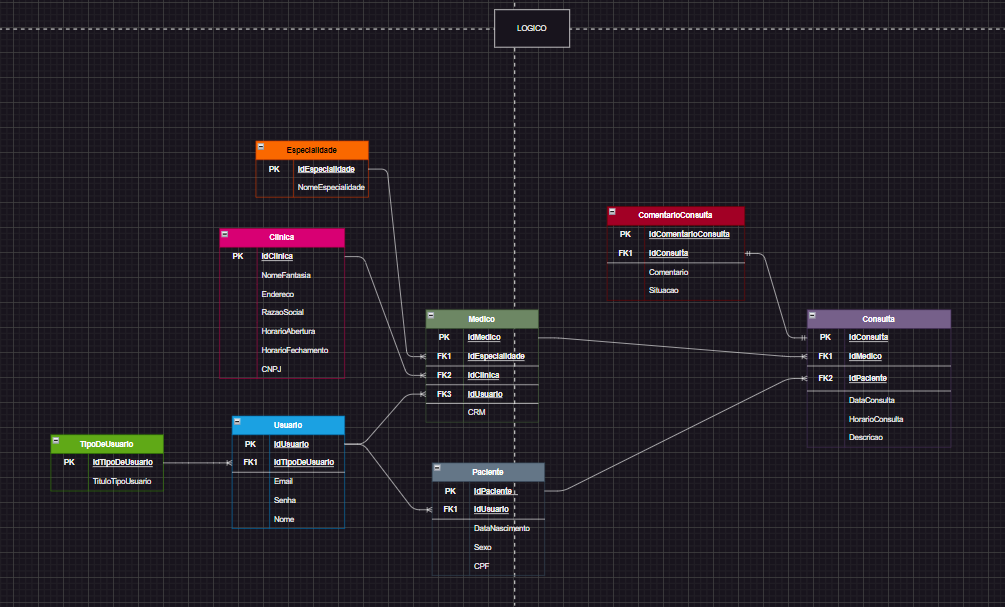 LOGICO
Especialidade
PK IdEspecialidade
NomeEspecialidade
Clinica
PK IdClinica
NomeFantasia
Endereco
RazaoSocial
HorarioAbertura
HorarioFechamento
CNPJ
ComentarioConsulta
PK IdComentarioConsulta
FK1 IdConsulta
Comentario
Situacao
Medico
PK IdMedico
FK1 IdEspecialidade
FK2 IdClinica
FK3 IdUsuario
CRM
Consulta
PK IdConsulta
FK1 IdMedico
FK2 IdPaciente
DataConsulta
HorarioConsulta
Descricao
TipoDeUsuario
PK IdTipoDeUsuario
TituloTipoUsuario
Usuario
PK IdUsuario
FK1 IdTipoDeUsuario
Email
Senha
Nome
Paciente
PK IdPaciente
FK1 IdUsuario
DataNascimento
Sexo
CPF